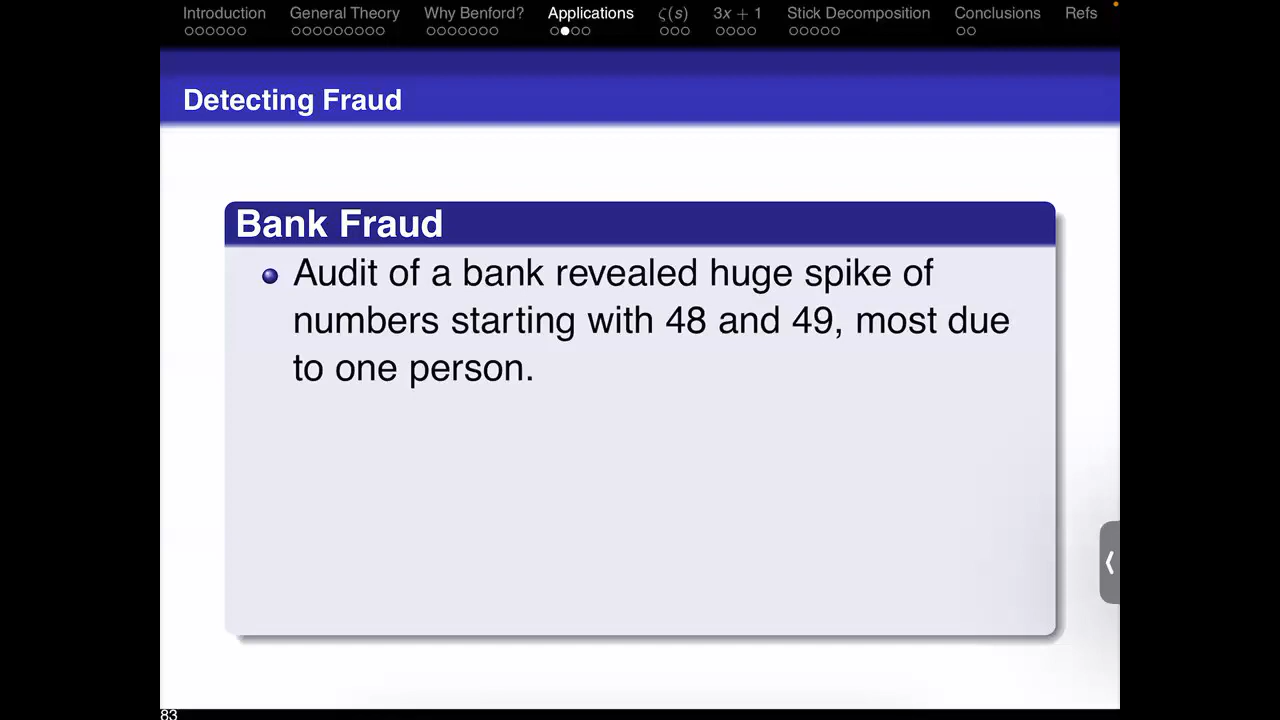 Introduction General Theory Why Benford? Applications ζ(s) 3x + 1 Stick Decomposition Conclusions Refs
Detecting Fraud
Bank Fraud
Audit of a bank revealed huge spike of
numbers starting with 48 and 49, most due
to one person.
83